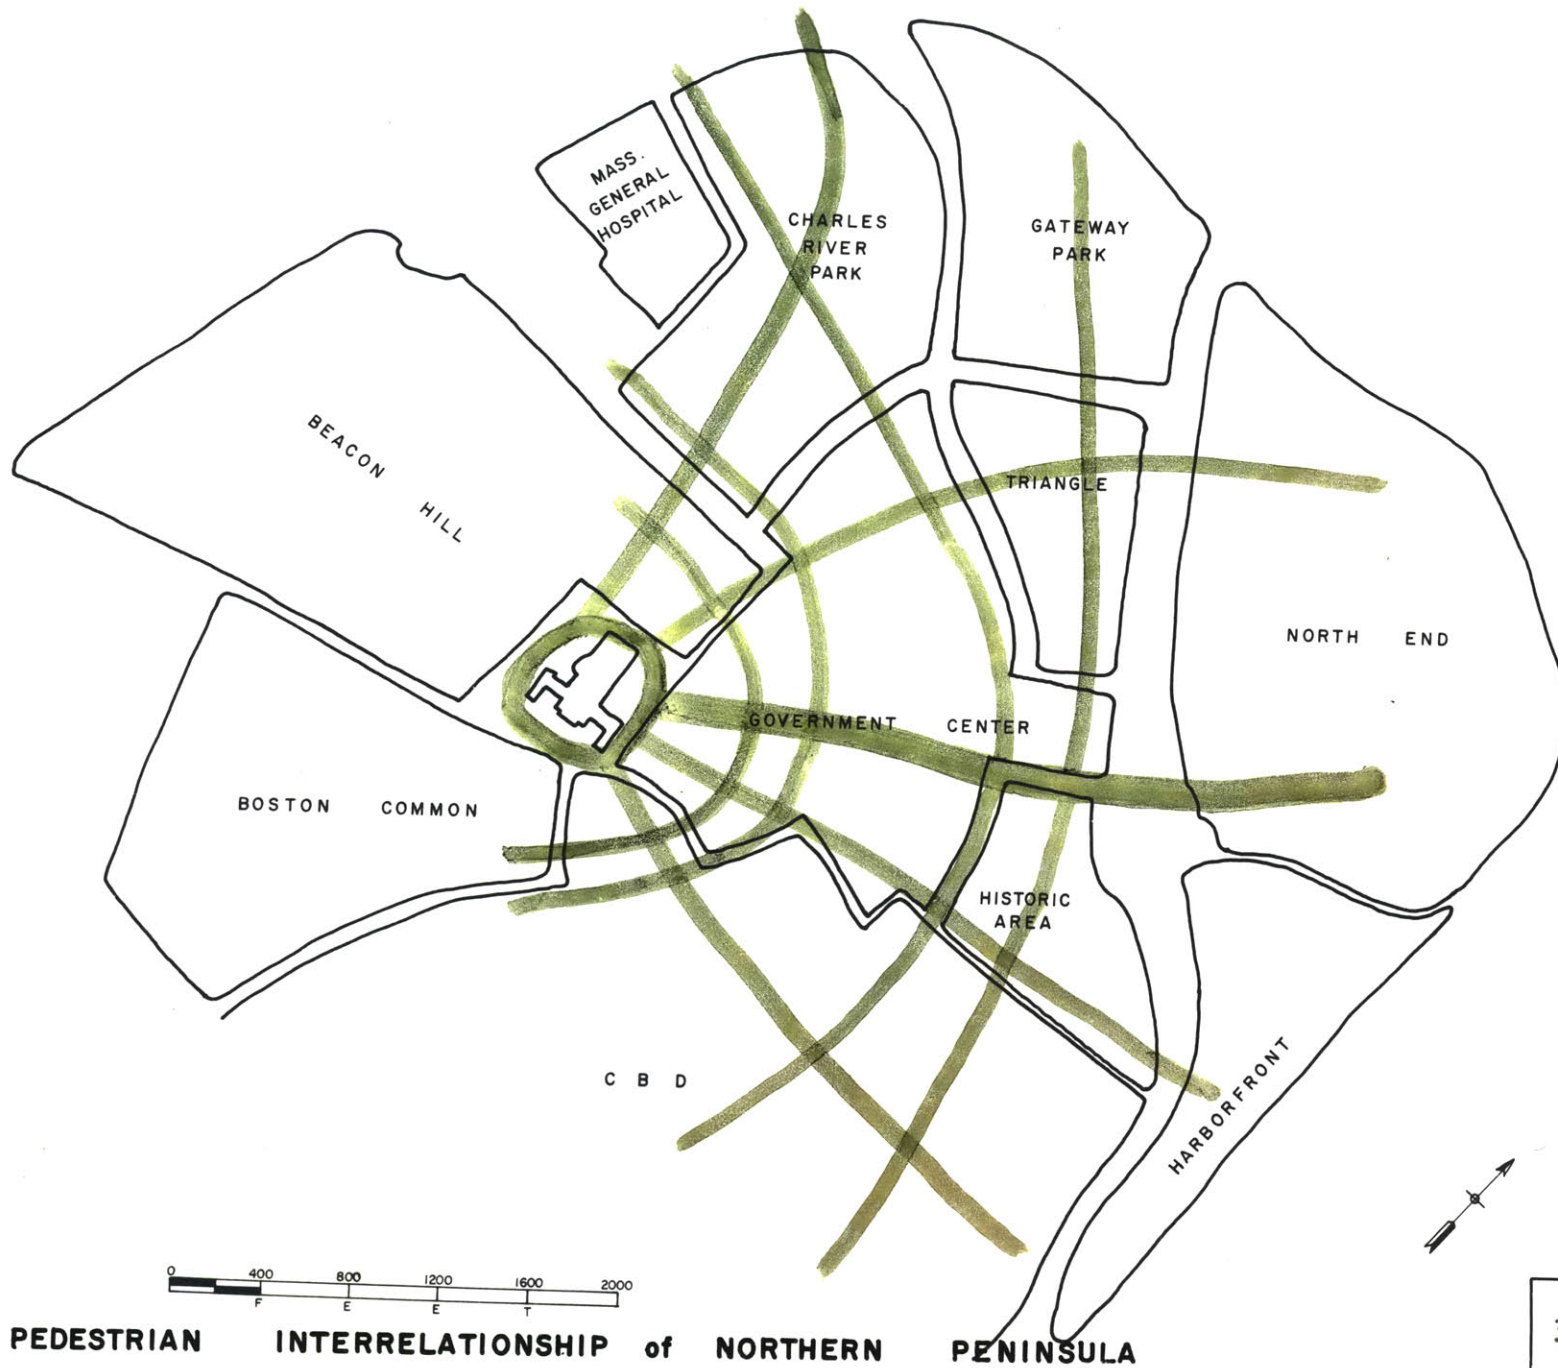 MASS.
GENERAL
HOSPITAL
CHARLES
RIVER
PARK
GATEWAY
PARK
BEACON
HILL
TRIANGLE
NORTH END
GOVERNMENT CENTER
BOSTON COMMON
HISTORIC
AREA
C B D
HARBORFRONT
0 400 800 1200 1600 2000
F E E T
PEDESTRIAN INTERRELATIONSHIP of NORTHERN PENINSULA